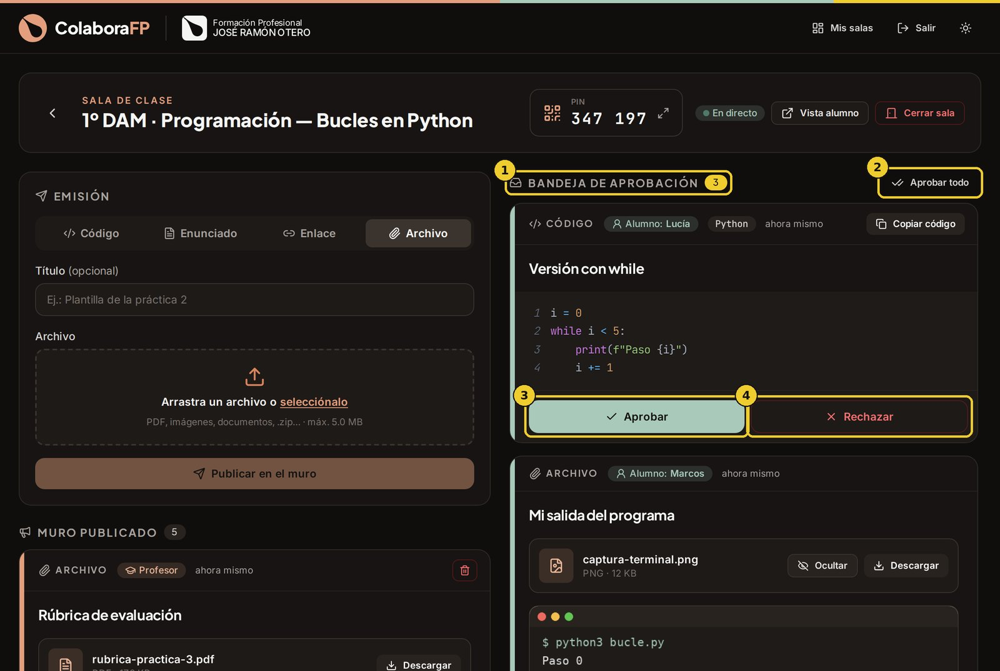 ColaboraFP
Formación Profesional
JOSÉ RAMÓN OTERO
Mis salas
Salir
SALA DE CLASE
1º DAM · Programación — Bucles en Python
PIN
347 197
En directo
Vista alumno
Cerrar sala
EMISIÓN
Código
Enunciado
Enlace
Archivo
Título (opcional)
Ej.: Plantilla de la práctica 2
Archivo
Arrastra un archivo o selecciónalo
PDF, imágenes, documentos, .zip... · máx. 5.0 MB
Publicar en el muro
MURO PUBLICADO 5
ARCHIVO Profesor ahora mismo
Rúbrica de evaluación
rubrica-practica-3.pdf
Descargar
1
BANDEJA DE APROBACIÓN 3
2
Aprobar todo
</> CÓDIGO Alumno: Lucía Python ahora mismo Copiar código
Versión con while
1 i = 0
2 while i < 5:
3 print(f"Paso {i}")
4 i += 1
3
Aprobar
4
Rechazar
ARCHIVO Alumno: Marcos ahora mismo
Mi salida del programa
captura-terminal.png
PNG · 12 KB
Ocultar
Descargar
$ python3 bucle.py
Paso 0